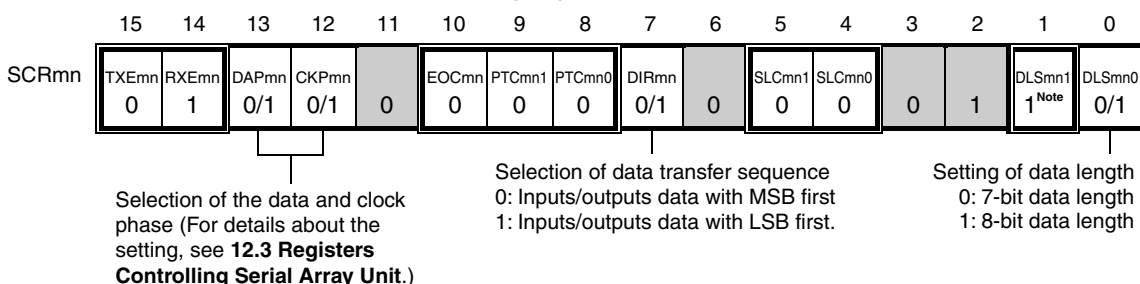 15 14 13 12 11 10 9 8 7 6 5 4 3 2 1 0
SCRmn TXEmn RXEmn DAPmn CKPmn EOCmn PTCmn1 PTCmn0 DIRmn SLCmn1 SLCmn0 DLSmn1 DLSmn0
0 1 0/1 0/1 0 0 0 0 0/1 0 0 0 0 1 1Note 0/1
Selection of the data and clock
phase (For details about the
setting, see 12.3 Registers
Controlling Serial Array Unit.)
Selection of data transfer sequence
0: Inputs/outputs data with MSB first
1: Inputs/outputs data with LSB first.
Setting of data length
0: 7-bit data length
1: 8-bit data length